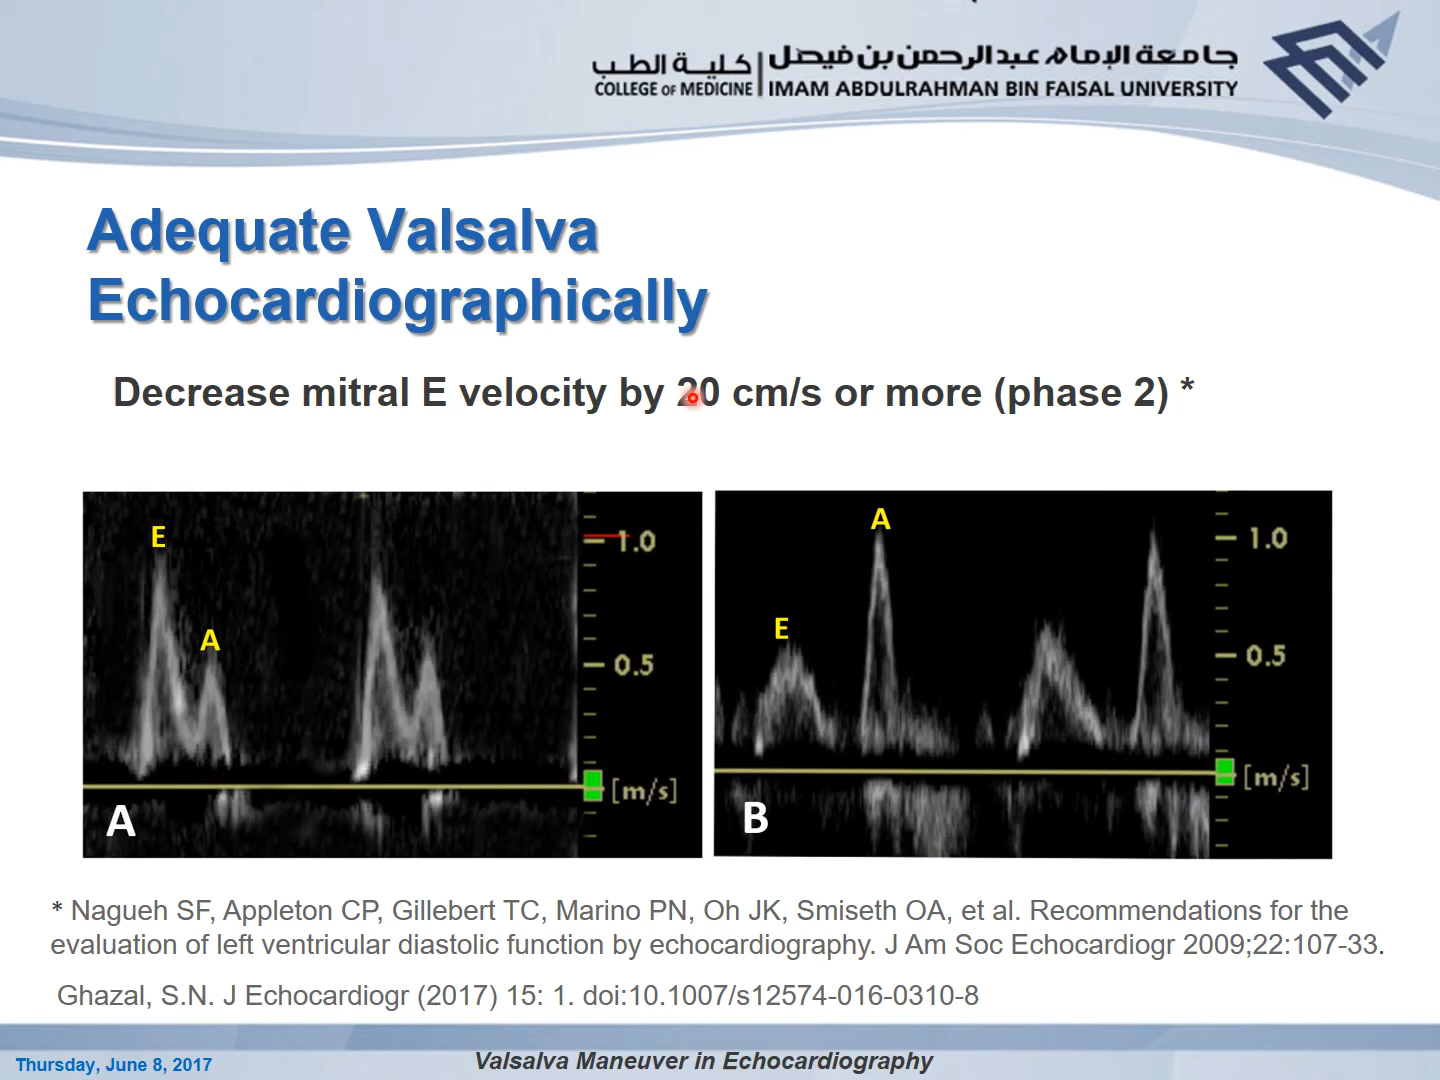 كلية الطب
COLLEGE OF MEDICINE
جامعة الإمام عبدالرحمن بن فيصل
IMAM ABDULRAHMAN BIN FAISAL UNIVERSITY
Adequate Valsalva
Echocardiographically
Decrease mitral E velocity by 20 cm/s or more (phase 2) *
E
A
1.0
0.5
[m/s]
A
E
A
1.0
0.5
[m/s]
B
* Nagueh SF, Appleton CP, Gillebert TC, Marino PN, Oh JK, Smiseth OA, et al. Recommendations for the
evaluation of left ventricular diastolic function by echocardiography. J Am Soc Echocardiogr 2009;22:107-33.
Ghazal, S.N. J Echocardiogr (2017) 15: 1. doi:10.1007/s12574-016-0310-8
Thursday, June 8, 2017
Valsalva Maneuver in Echocardiography